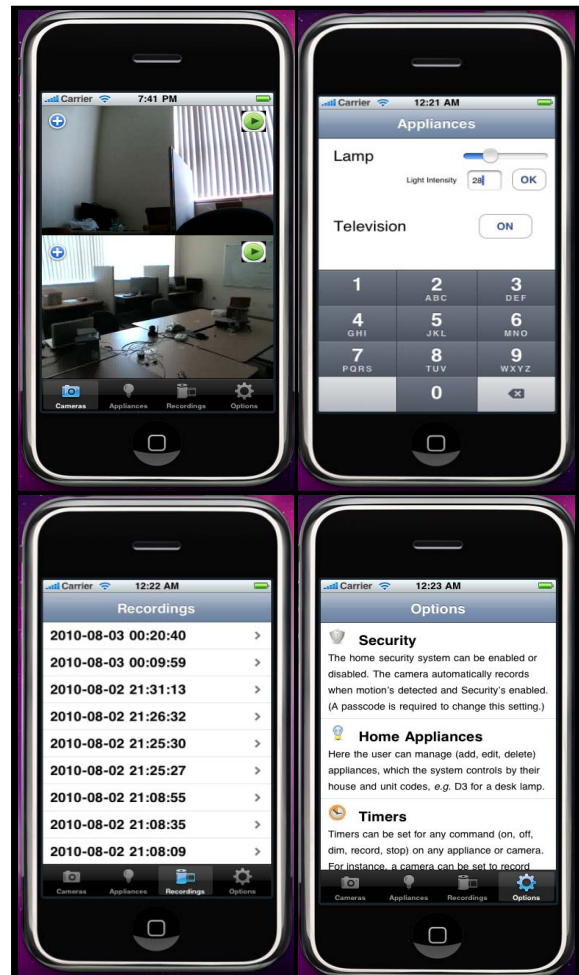 Carrier 7:41 PM
Cameras Appliances Recordings Options
Carrier 12:21 AM
Appliances
Lamp
Light Intensity 28 OK
Television ON
1 2 3
ABC DEF
4 5 6
GHI JKL MNO
7 8 9
PQRS TUV WXYZ
0
Carrier 12:22 AM
Recordings
2010-08-03 00:20:40
2010-08-03 00:09:59
2010-08-02 21:31:13
2010-08-02 21:26:32
2010-08-02 21:25:30
2010-08-02 21:25:27
2010-08-02 21:08:55
2010-08-02 21:08:35
2010-08-02 21:08:09
Cameras Appliances Recordings Options
Carrier 12:23 AM
Options
Security
The home security system can be enabled or
disabled. The camera automatically records
when motion's detected and Security's enabled.
(A passcode is required to change this setting.)
Home Appliances
Here the user can manage (add, edit, delete)
appliances, which the system controls by their
house and unit codes, e.g. D3 for a desk lamp.
Timers
Timers can be set for any command (on, off,
dim, record, stop) on any appliance or camera.
For instance, a camera can be set to record
Cameras Appliances Recordings Options